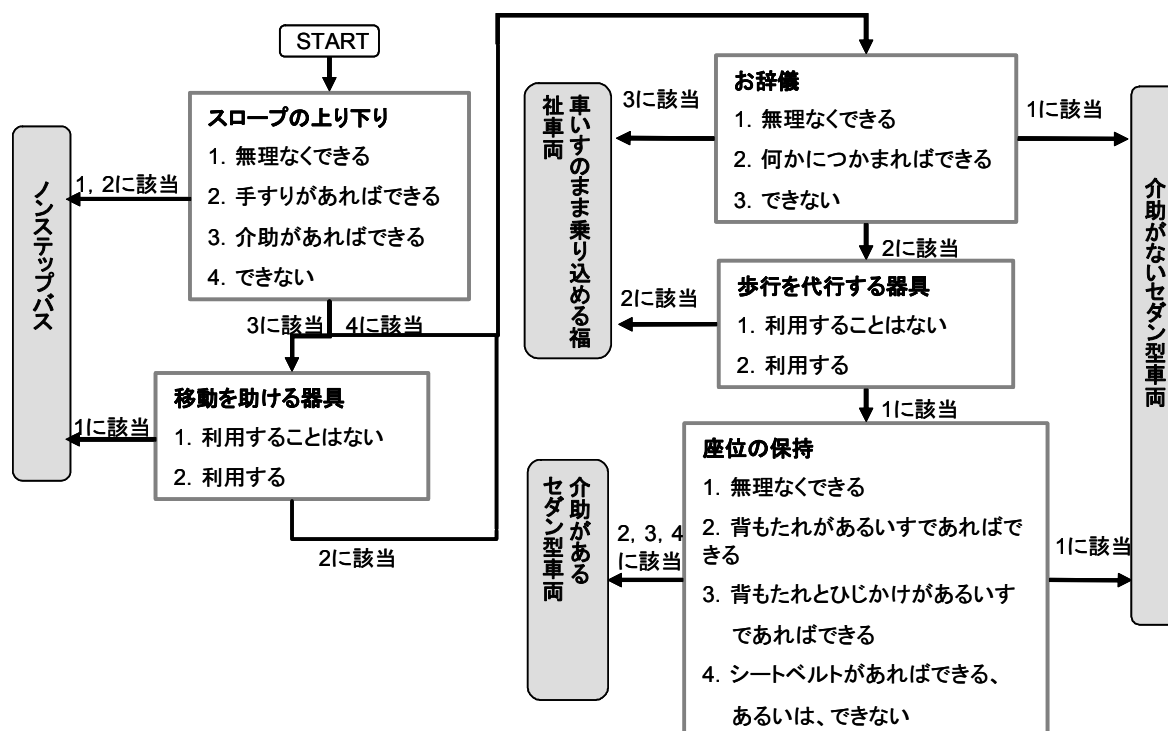 START
スロープの上り下り
1. 無理なくできる
2. 手すりがあればできる
3. 介助があればできる
4. できない
1, 2に該当
ノンステップバス
3に該当
4に該当
移動を助ける器具
1. 利用することはない
2. 利用する
1に該当
2に該当
お辞儀
1. 無理なくできる
2. 何かにつかまればできる
3. できない
3に該当
車いすのまま乗り込める福
祉車両
1に該当
介助がないセダン型車両
2に該当
歩行を代行する器具
1. 利用することはない
2. 利用する
2に該当
1に該当
座位の保持
1. 無理なくできる
2. 背もたれがあるいすであればで
きる
3. 背もたれとひじかけがあるいす
であればできる
4. シートベルトがあればできる、
あるいは、できない
2, 3, 4
に該当
介助がある
セダン型車両
1に該当